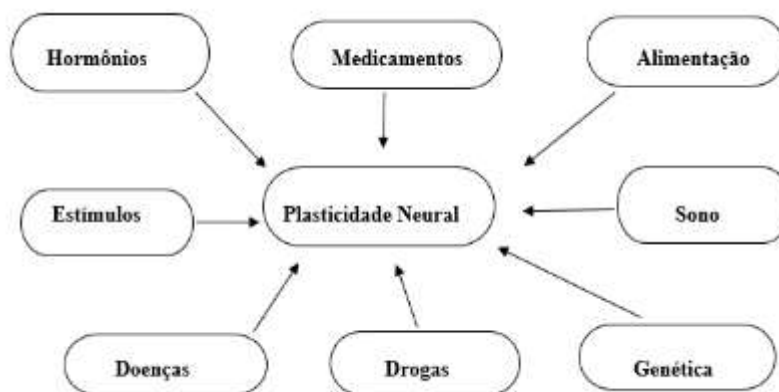 Hormônios
Medicamentos
Alimentação
Estímulos
Plasticidade Neural
Sono
Doenças
Drogas
Genética